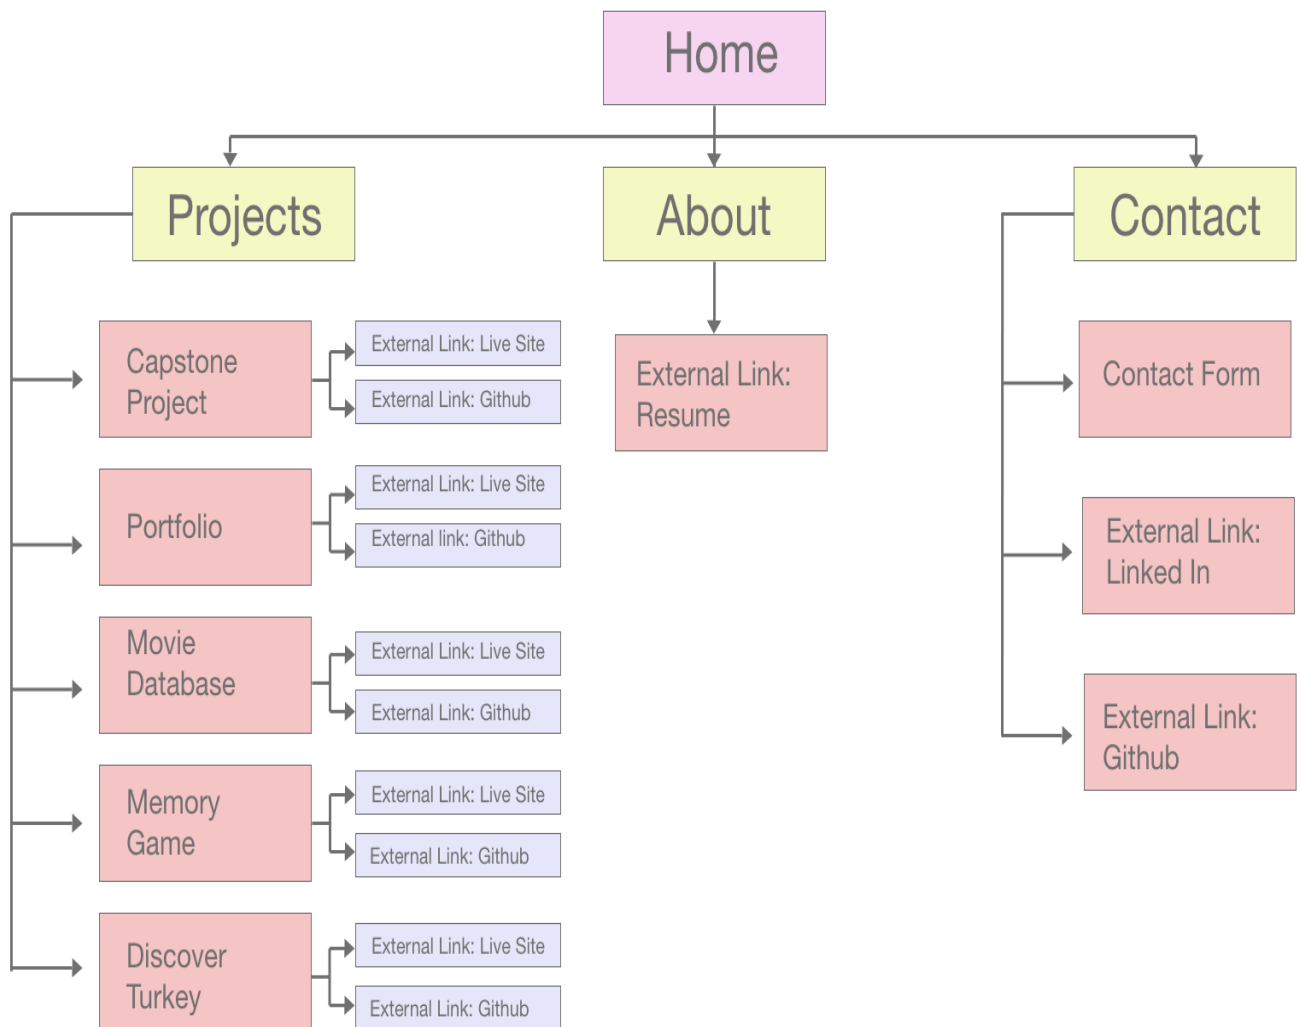 Home
Projects
About
Contact
Capstone
Project
External Link: Live Site
External Link: Github
Portfolio
External Link: Live Site
External link: Github
Movie
Database
External Link: Live Site
External Link: Github
Memory
Game
External Link: Live Site
External Link: Github
Discover
Turkey
External Link: Live Site
External Link: Github
External Link:
Resume
Contact Form
External Link:
Linked In
External Link:
Github